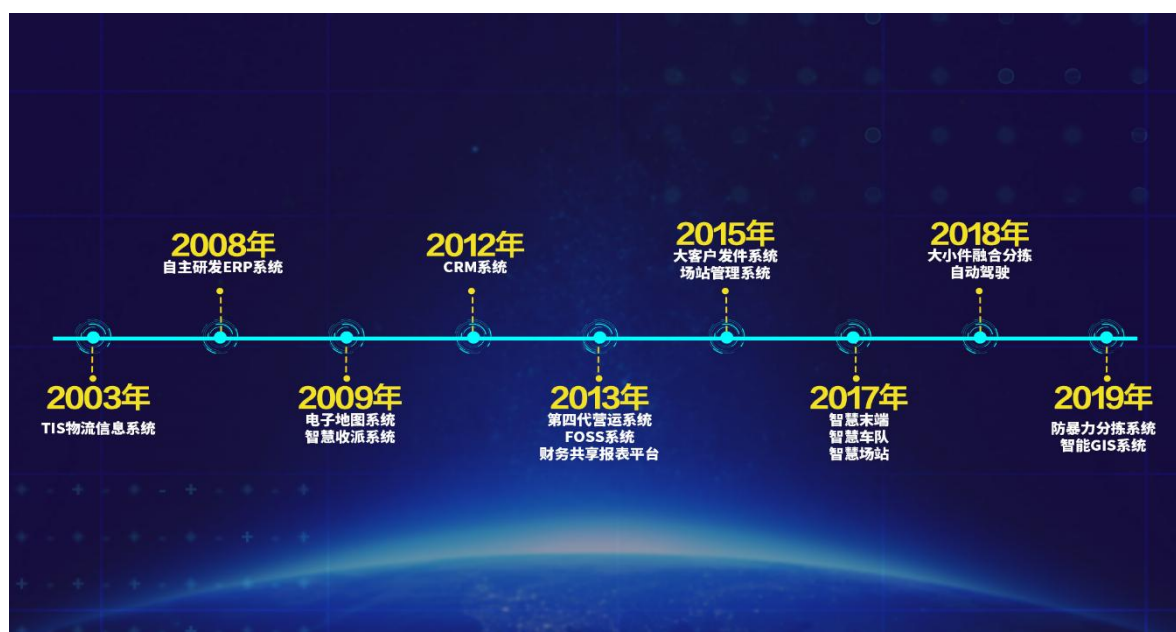 2003年
TIS物流信息系统
2008年
自主研发ERP系统
2009年
电子地图系统
智慧收派系统
2012年
CRM系统
2013年
第四代营运系统
FOSS系统
财务共享报表平台
2015年
大客户发件系统
场站管理系统
2017年
智慧末端
智慧车队
智慧场站
2018年
大小件融合分拣
自动驾驶
2019年
防暴力分拣系统
智能GIS系统